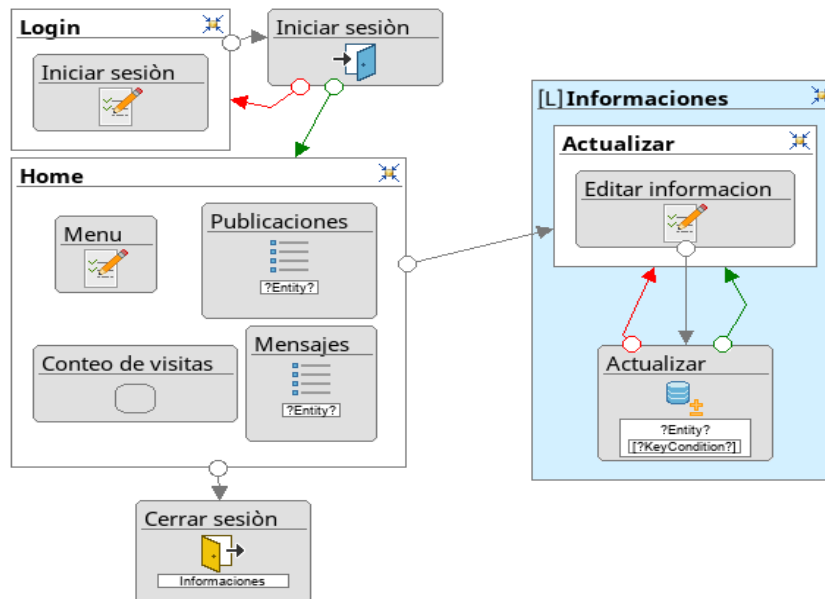 Login
Iniciar sesiòn
Iniciar sesiòn
[L] Informaciones
Actualizar
Editar informacion
Home
Menu
Publicaciones
?Entity?
Conteo de visitas
Mensajes
?Entity?
Actualizar
?Entity?
[?KeyCondition?]
Cerrar sesiòn
Informaciones